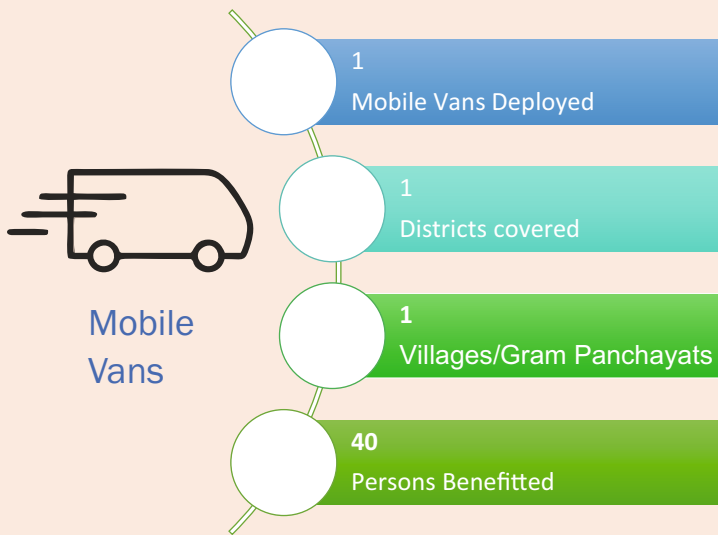 1
Mobile Vans Deployed
1
Districts covered
Mobile
Vans
1
Villages/Gram Panchayats
40
Persons Benefitted